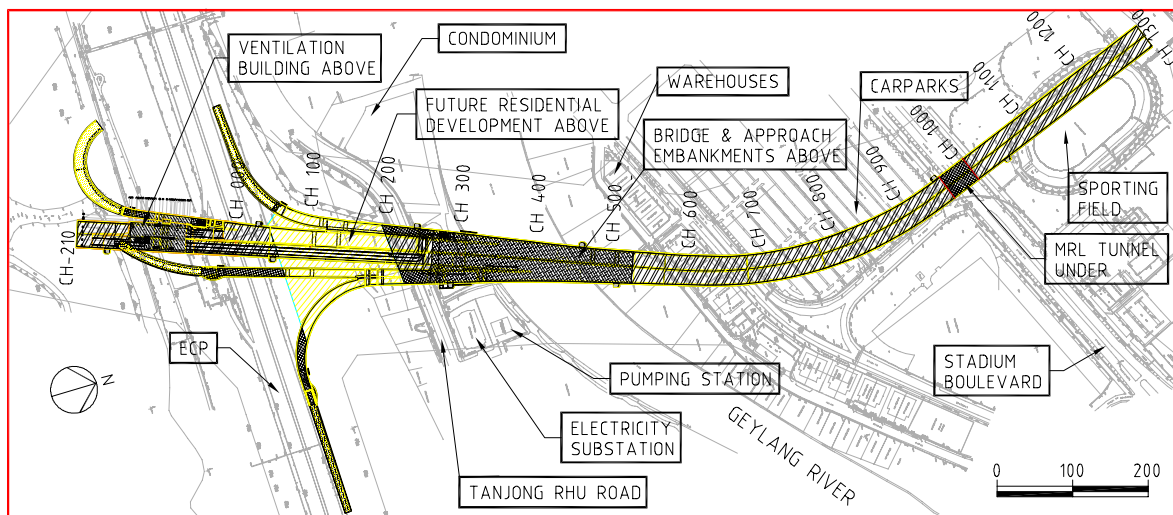 VENTILATION
BUILDING ABOVE
CONDOMINIUM
FUTURE RESIDENTIAL
DEVELOPMENT ABOVE
WAREHOUSES
BRIDGE & APPROACH
EMBANKMENTS ABOVE
CARPARKS
SPORTING
FIELD
MRL TUNNEL
UNDER
STADIUM
BOULEVARD
CH-210
CH 000
CH 100
CH 200
CH 300
CH 400
CH 500
CH 600
CH 700
CH 800
CH 900
CH 1000
CH 1100
CH 1200
CH 1300
ECP
N
PUMPING STATION
ELECTRICITY
SUBSTATION
TANJONG RHU ROAD
GEYLANG RIVER
0 100 200